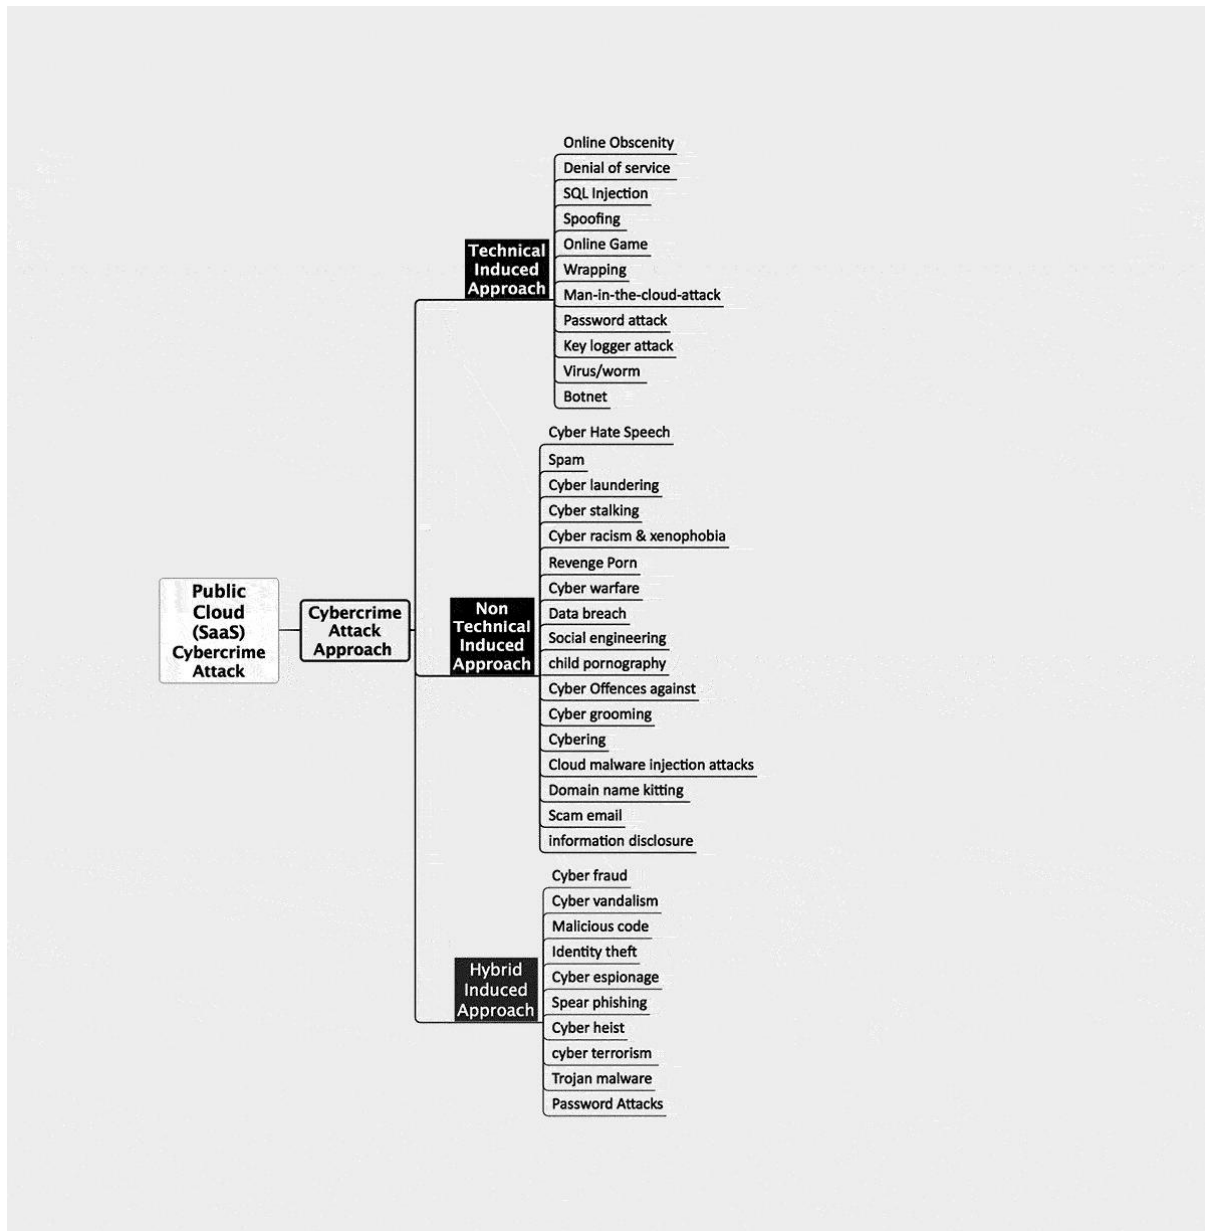 Public
Cloud
(SaaS)
Cybercrime
Attack
Cybercrime
Attack
Approach
Technical
Induced
Approach
Online Obscenity
Denial of service
SQL Injection
Spoofing
Online Game
Wrapping
Man-in-the-cloud-attack
Password attack
Key logger attack
Virus/worm
Botnet
Non
Technical
Induced
Approach
Cyber Hate Speech
Spam
Cyber laundering
Cyber stalking
Cyber racism & xenophobia
Revenge Porn
Cyber warfare
Data breach
Social engineering
child pornography
Cyber Offences against
Cyber grooming
Cybering
Cloud malware injection attacks
Domain name kitting
Scam email
information disclosure
Hybrid
Induced
Approach
Cyber fraud
Cyber vandalism
Malicious code
Identity theft
Cyber espionage
Spear phishing
Cyber heist
cyber terrorism
Trojan malware
Password Attacks